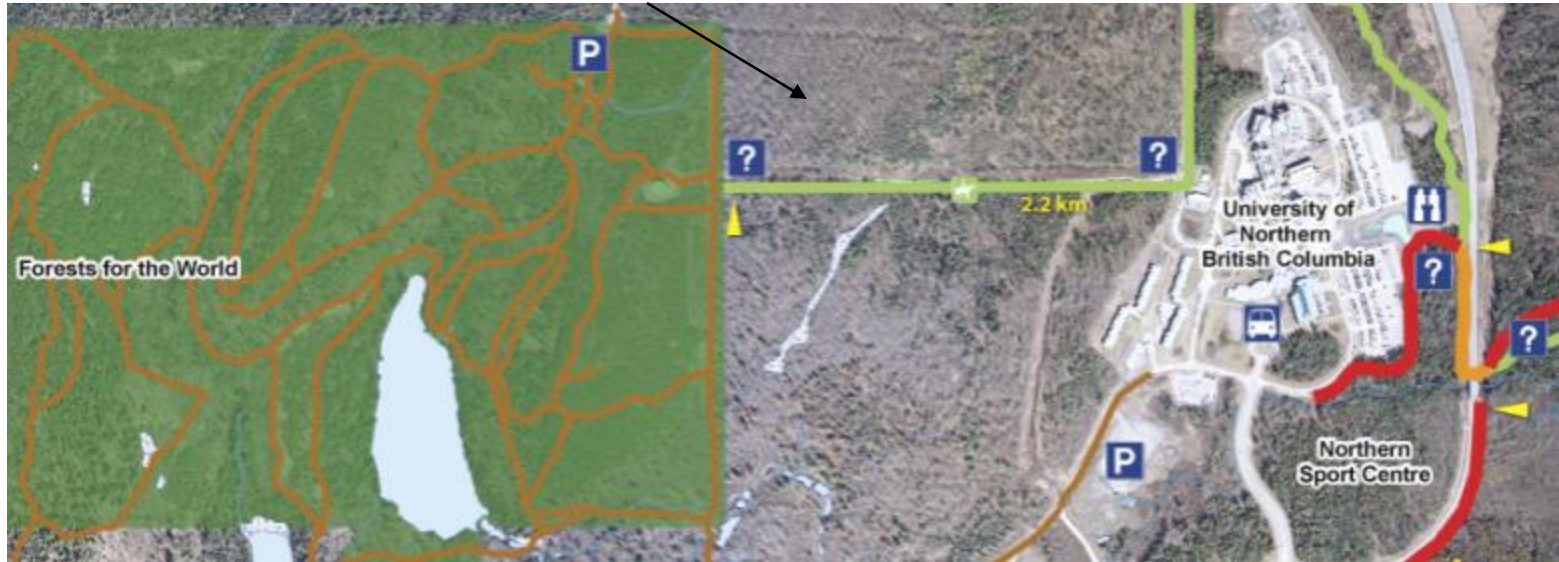 P
?
?
2.2 km
University of
Northern
British Columbia
?
Forests for the World
?
Northern
Sport Centre
P